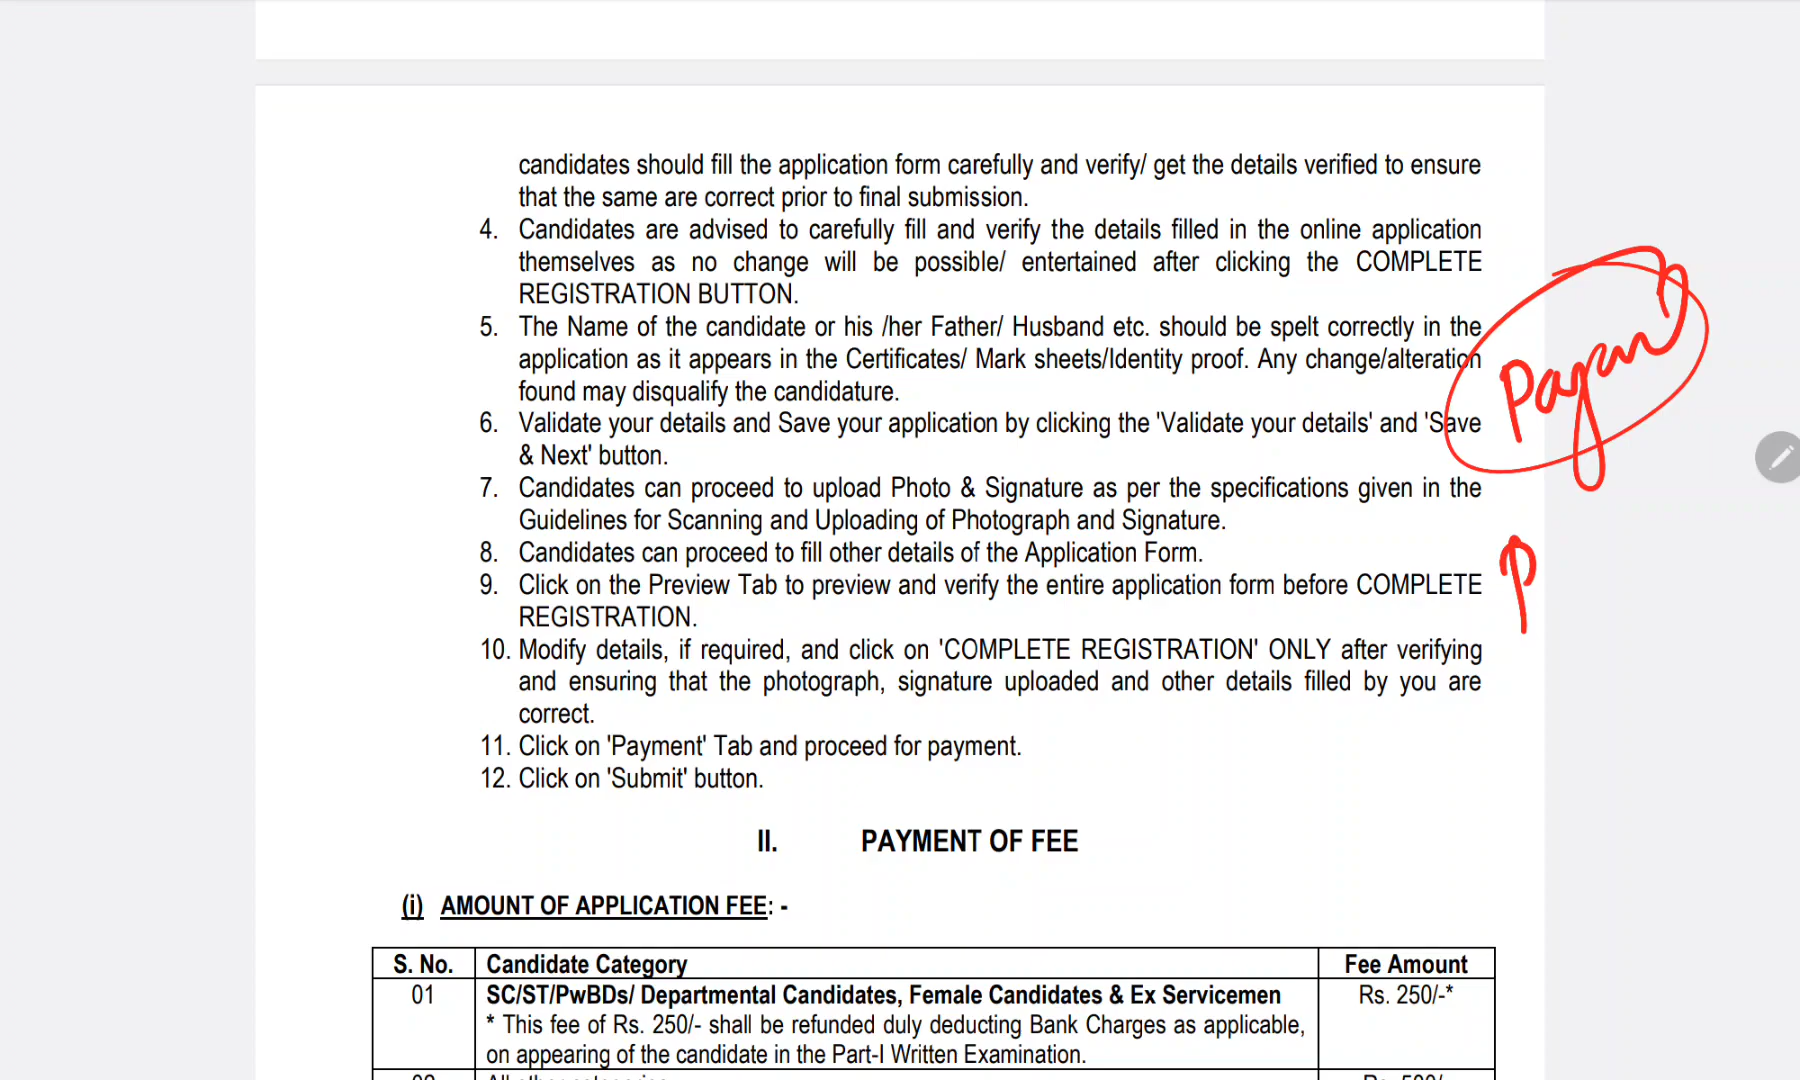 candidates should fill the application form carefully and verify/ get the details verified to ensure
that the same are correct prior to final submission.
4. Candidates are advised to carefully fill and verify the details filled in the online application
themselves as no change will be possible/ entertained after clicking the COMPLETE
REGISTRATION BUTTON.
5. The Name of the candidate or his /her Father/ Husband etc. should be spelt correctly in the
application as it appears in the Certificates/ Mark sheets/Identity proof. Any change/alteration
found may disqualify the candidature.
6. Validate your details and Save your application by clicking the 'Validate your details' and 'Save
& Next' button.
7. Candidates can proceed to upload Photo & Signature as per the specifications given in the
Guidelines for Scanning and Uploading of Photograph and Signature.
8. Candidates can proceed to fill other details of the Application Form.
9. Click on the Preview Tab to preview and verify the entire application form before COMPLETE
REGISTRATION.
10. Modify details, if required, and click on 'COMPLETE REGISTRATION' ONLY after verifying
and ensuring that the photograph, signature uploaded and other details filled by you are
correct.
11. Click on 'Payment' Tab and proceed for payment.
12. Click on 'Submit' button.
P
II. PAYMENT OF FEE
(i) AMOUNT OF APPLICATION FEE: -
S. No. Candidate Category Fee Amount
01 SC/ST/PwBDs/ Departmental Candidates, Female Candidates & Ex Servicemen Rs. 250/-*
* This fee of Rs. 250/- shall be refunded duly deducting Bank Charges as applicable,
on appearing of the candidate in the Part-I Written Examination.